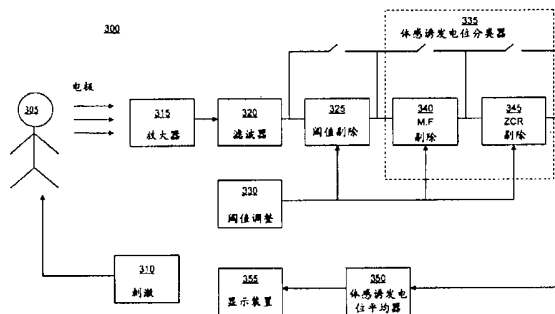 300
335
体感诱发电位分类器
电极
305
315
放大器
320
滤波器
325
阈值剔除
340
M.F
剔除
345
ZCR
剔除
330
阈值调整
310
刺激
355
显示装置
350
体感诱发电
位平均器